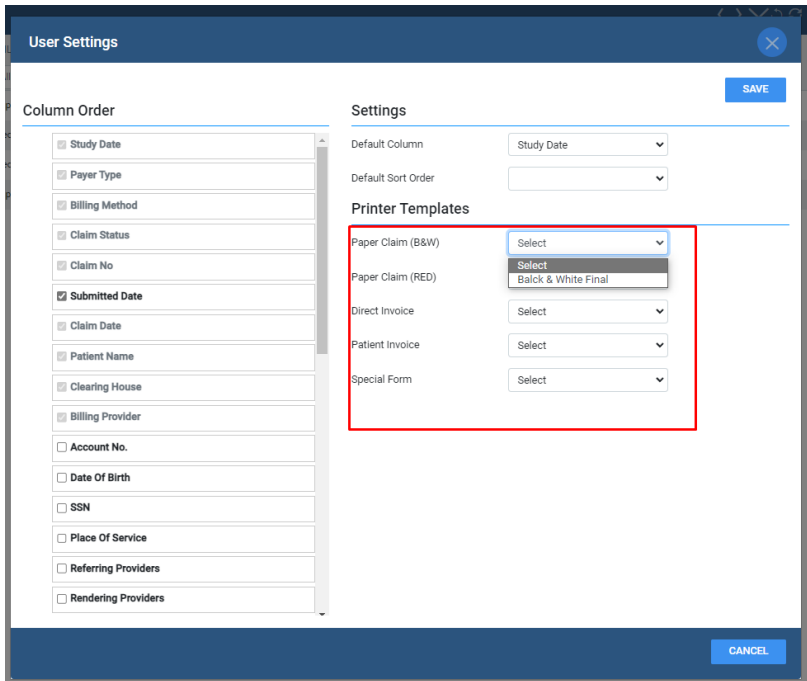 User Settings
SAVE
Column Order
Study Date
Payer Type
Billing Method
Claim Status
Claim No
Submitted Date
Claim Date
Patient Name
Clearing House
Billing Provider
Account No.
Date Of Birth
SSN
Place Of Service
Referring Providers
Rendering Providers
Settings
Default Column Study Date
Default Sort Order
Printer Templates
Paper Claim (B&W) Select
Select
Balck & White Final
Paper Claim (RED)
Direct Invoice Select
Patient Invoice Select
Special Form Select
CANCEL